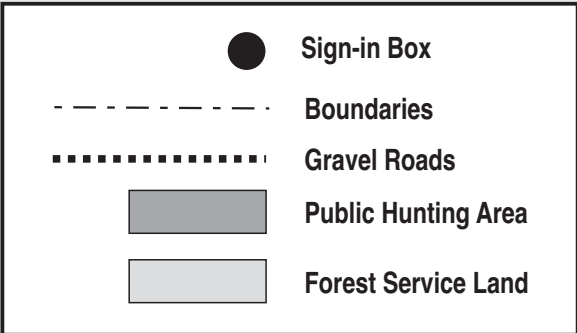 Sign-in Box
Boundaries
Gravel Roads
Public Hunting Area
Forest Service Land